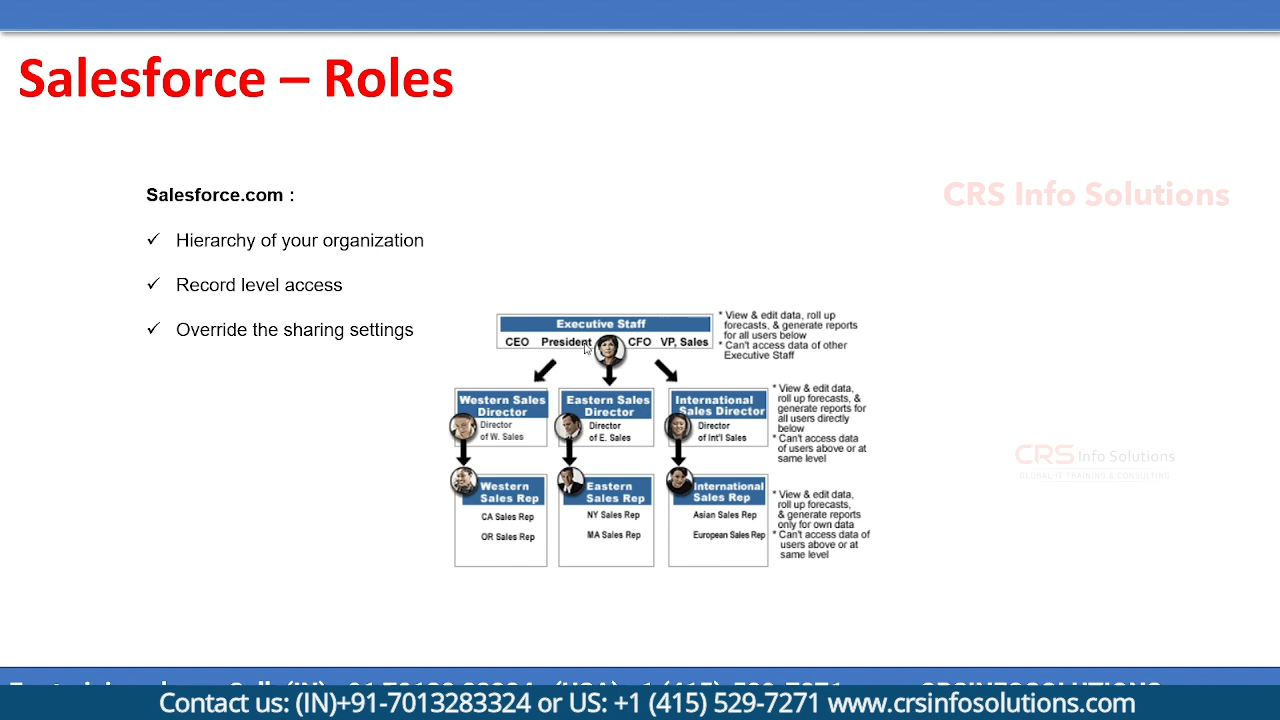 Salesforce – Roles
CRS Info Solutions
Salesforce.com :
✓ Hierarchy of your organization
✓ Record level access
✓ Override the sharing settings
Executive Staff
CEO President CFO VP, Sales
* View & edit data, roll up
forecasts, & generate reports
for all users below
* Can't access data of other
Executive Staff
Western Sales
Director
Director
of W. Sales
Eastern Sales
Director
Director
of E. Sales
International
Sales Director
Director
of Int'l Sales
* View & edit data,
roll up forecasts, &
generate reports for
all users directly
below
* Can't access data
of users above or at
same level
Western
Sales Rep
CA Sales Rep
OR Sales Rep
Eastern
Sales Rep
NY Sales Rep
MA Sales Rep
International
Sales Rep
Asian Sales Rep
European Sales Rep
* View & edit data,
roll up forecasts,
& generate reports
only for own data
* Can't access data of
users above or at
same level
CRS Info Solutions
GLOBAL IT TRAINING & CONSULTING
Contact us: (IN)+91-7013283324 or US: +1 (415) 529-7271 www.crsinfosolutions.com